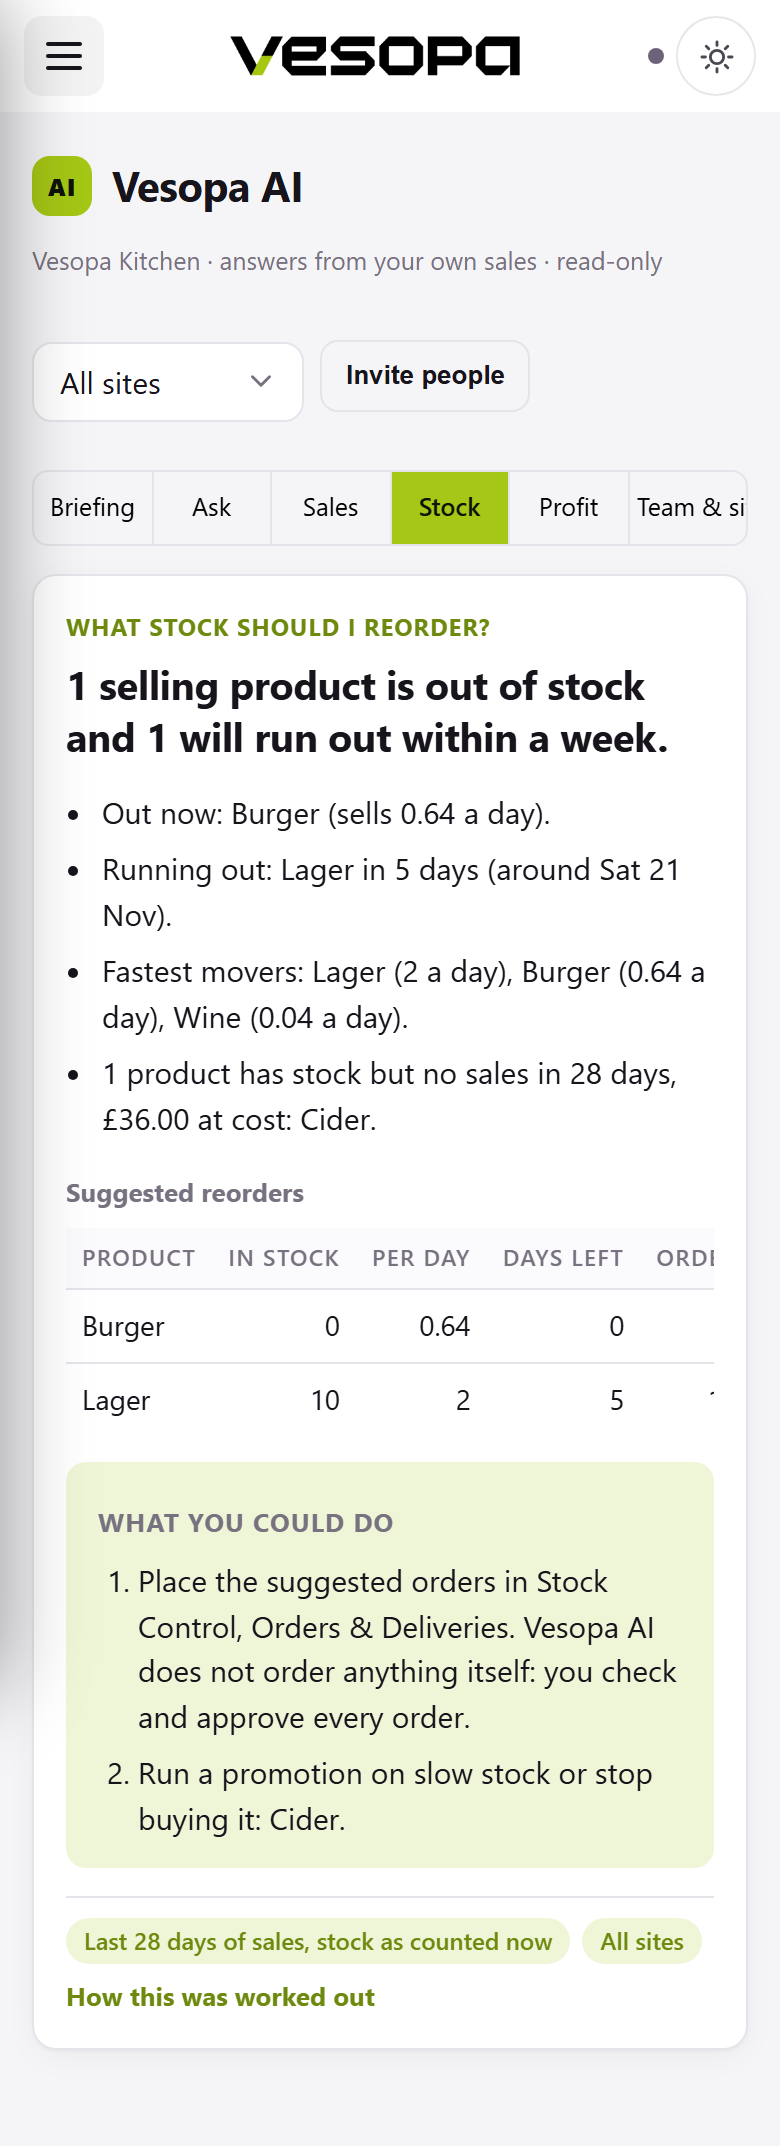 vesopa
AI Vesopa AI
Vesopa Kitchen · answers from your own sales · read-only
All sites
Invite people
Briefing Ask Sales Stock Profit Team & si
WHAT STOCK SHOULD I REORDER?
1 selling product is out of stock
and 1 will run out within a week.
• Out now: Burger (sells 0.64 a day).
• Running out: Lager in 5 days (around Sat 21
Nov).
• Fastest movers: Lager (2 a day), Burger (0.64 a
day), Wine (0.04 a day).
• 1 product has stock but no sales in 28 days,
£36.00 at cost: Cider.
Suggested reorders
PRODUCT IN STOCK PER DAY DAYS LEFT ORDE
Burger 0 0.64 0
Lager 10 2 5
WHAT YOU COULD DO
1. Place the suggested orders in Stock
Control, Orders & Deliveries. Vesopa AI
does not order anything itself: you check
and approve every order.
2. Run a promotion on slow stock or stop
buying it: Cider.
Last 28 days of sales, stock as counted now All sites
How this was worked out